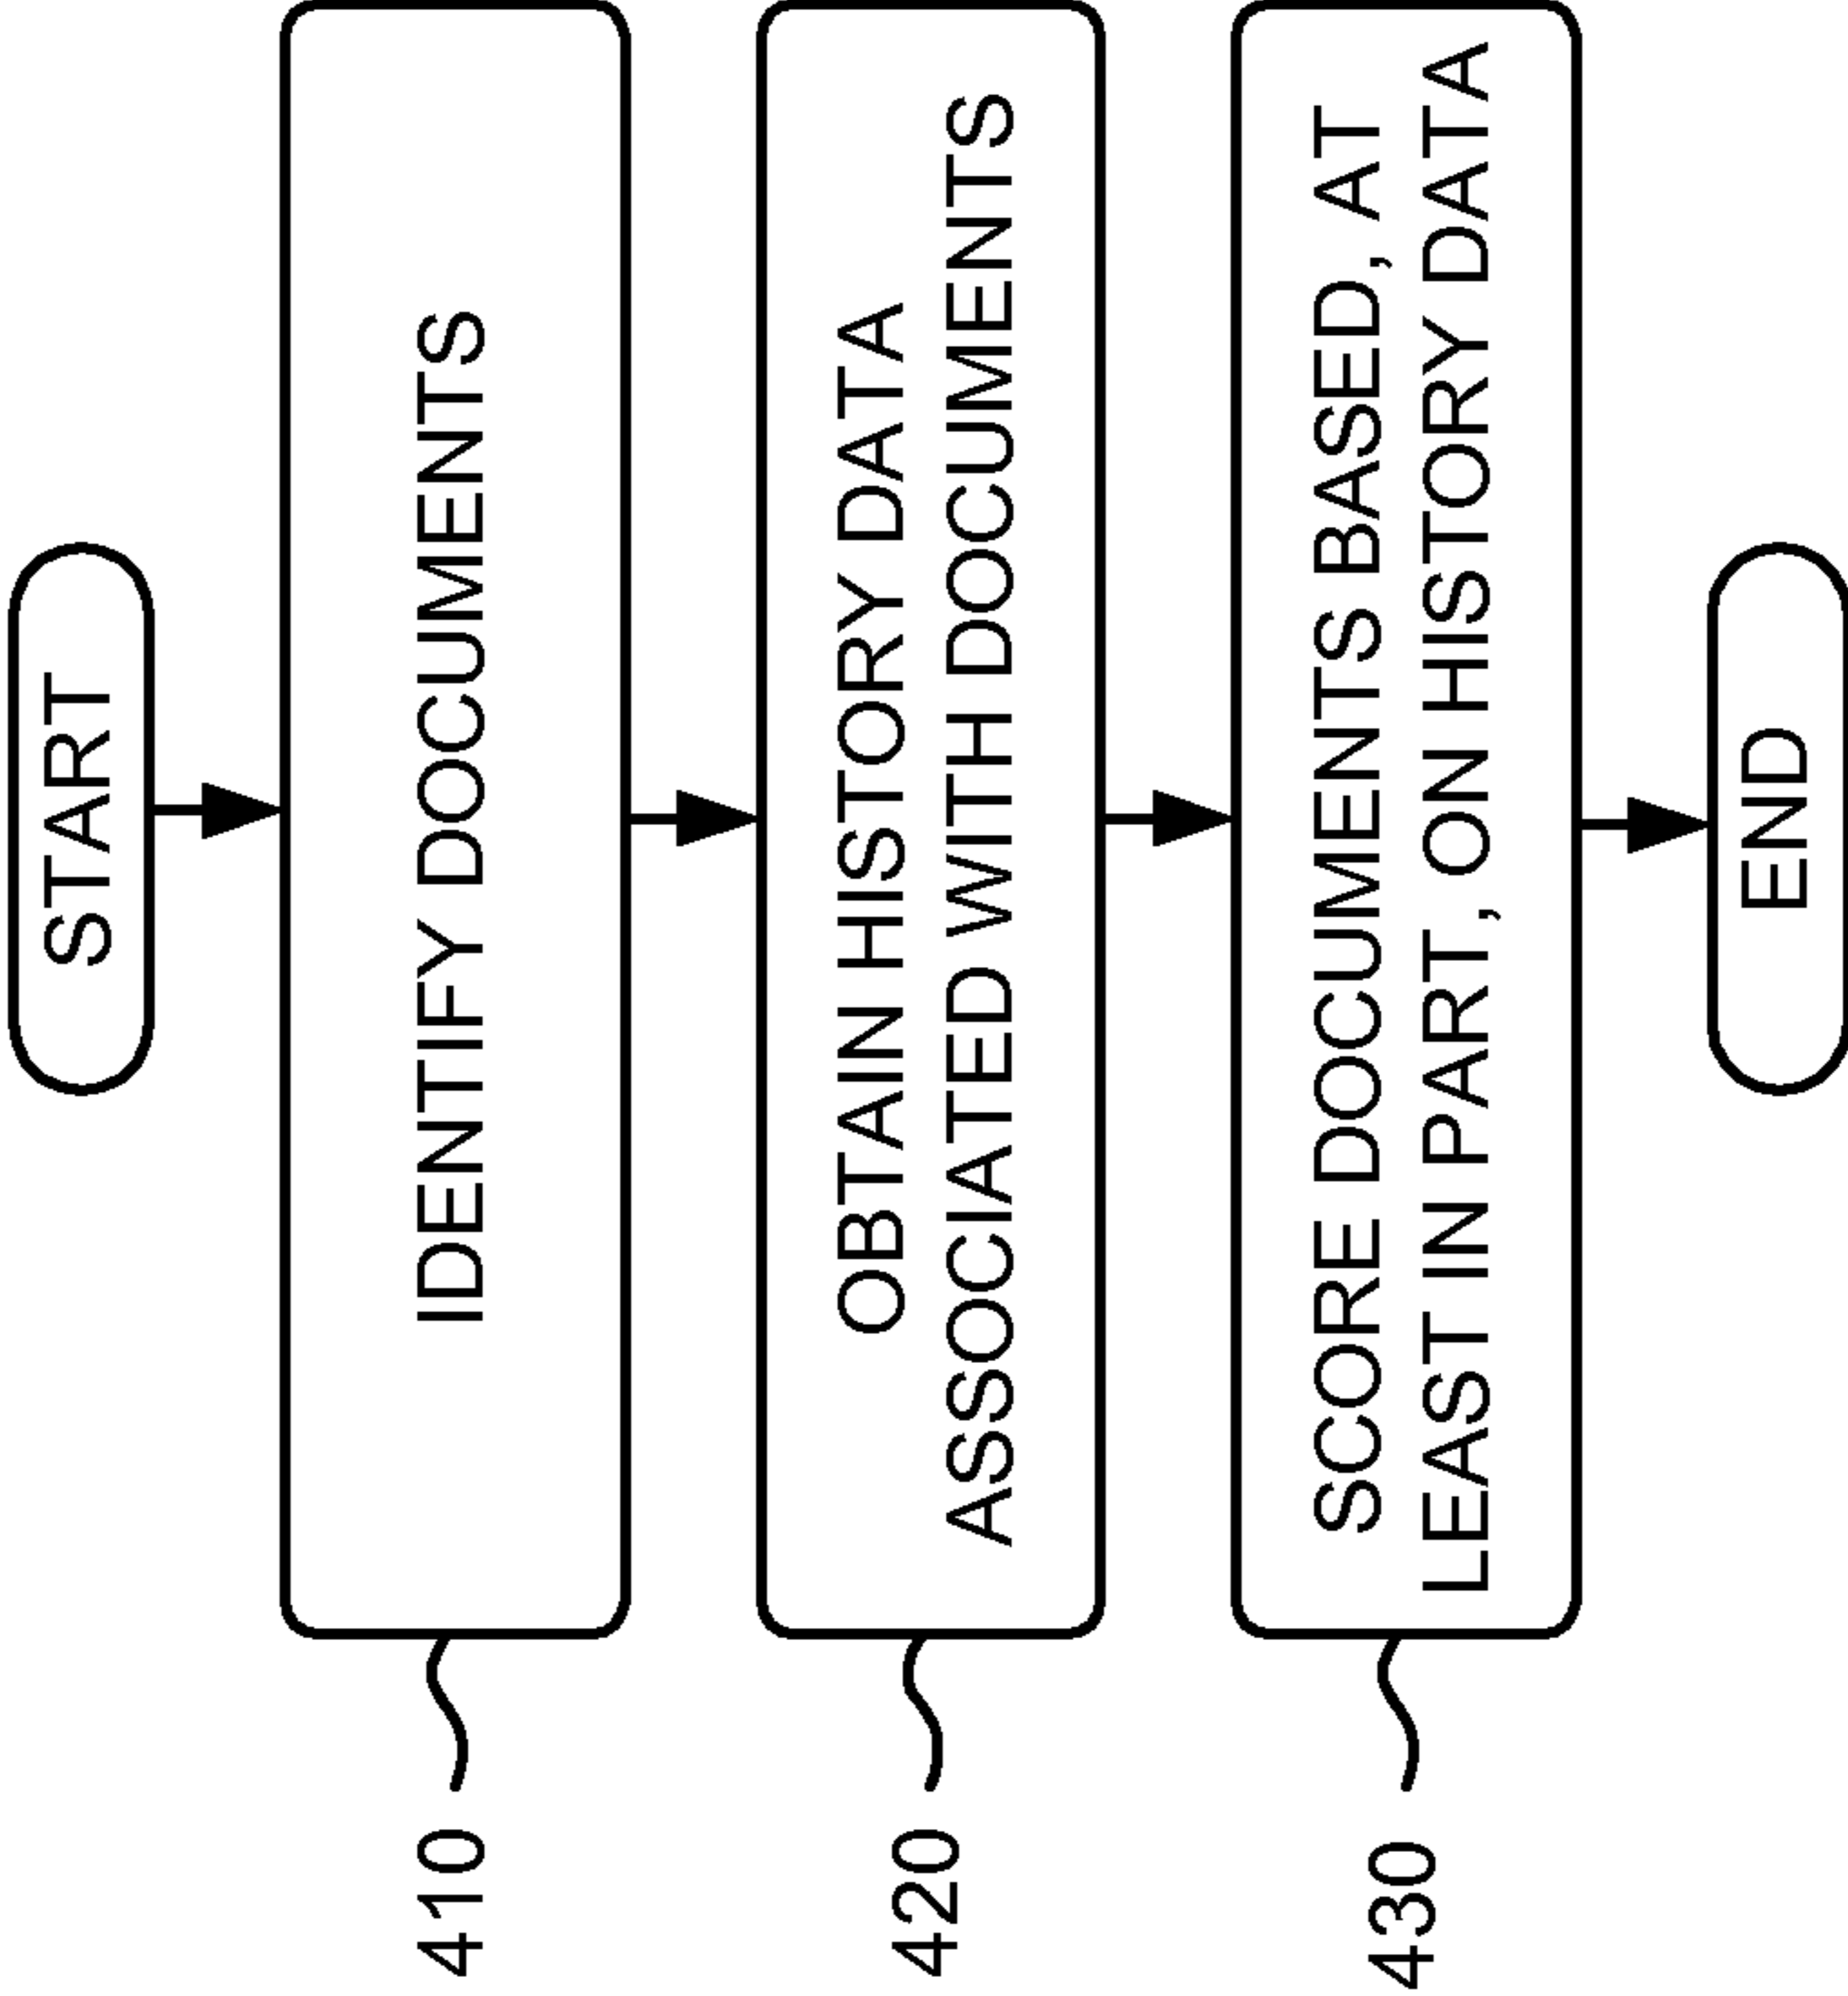 START
410
IDENTIFY DOCUMENTS
420
OBTAIN HISTORY DATA
ASSOCIATED WITH DOCUMENTS
430
SCORE DOCUMENTS BASED, AT
LEAST IN PART, ON HISTORY DATA
END